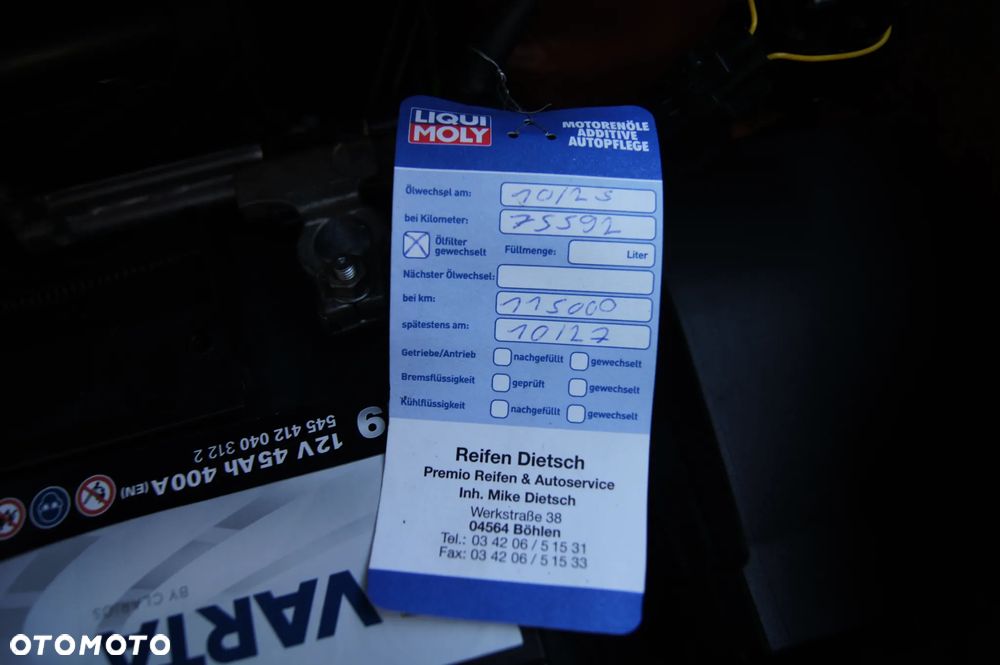 LIQUI
MOLY
MOTORENÖLE
ADDITIVE
AUTOPFLEGE
Ölwechsel am: 10/25
bei Kilometer: 75592
Ölfilter
gewechselt
Füllmenge: Liter
Nächster Ölwechsel:
bei km: 115000
spätestens am: 10/27
Getriebe/Antrieb nachgefüllt gewechselt
Bremsflüssigkeit geprüft gewechselt
Kühlflüssigkeit nachgefüllt gewechselt
Reifen Dietsch
Premio Reifen & Autoservice
Inh. Mike Dietsch
Werkstraße 38
04564 Böhlen
Tel.: 03 42 06 / 5 15 31
Fax: 03 42 06 / 5 15 33
545 412 040 312 2
12V 45Ah 400A (EN)
VARTA
BY CLARIOS
OTOMOTO